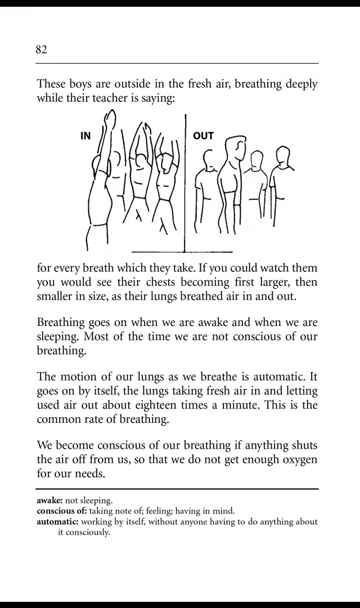 82
These boys are outside in the fresh air, breathing deeply
while their teacher is saying:
IN
OUT
for every breath which they take. If you could watch them
you would see their chests becoming first larger, then
smaller in size, as their lungs breathed air in and out.
Breathing goes on when we are awake and when we are
sleeping. Most of the time we are not conscious of our
breathing.
The motion of our lungs as we breathe is automatic. It
goes on by itself, the lungs taking fresh air in and letting
used air out about eighteen times a minute. This is the
common rate of breathing.
We become conscious of our breathing if anything shuts
the air off from us, so that we do not get enough oxygen
for our needs.
awake: not sleeping.
conscious of: taking note of; feeling; having in mind.
automatic: working by itself, without anyone having to do anything about
it consciously.